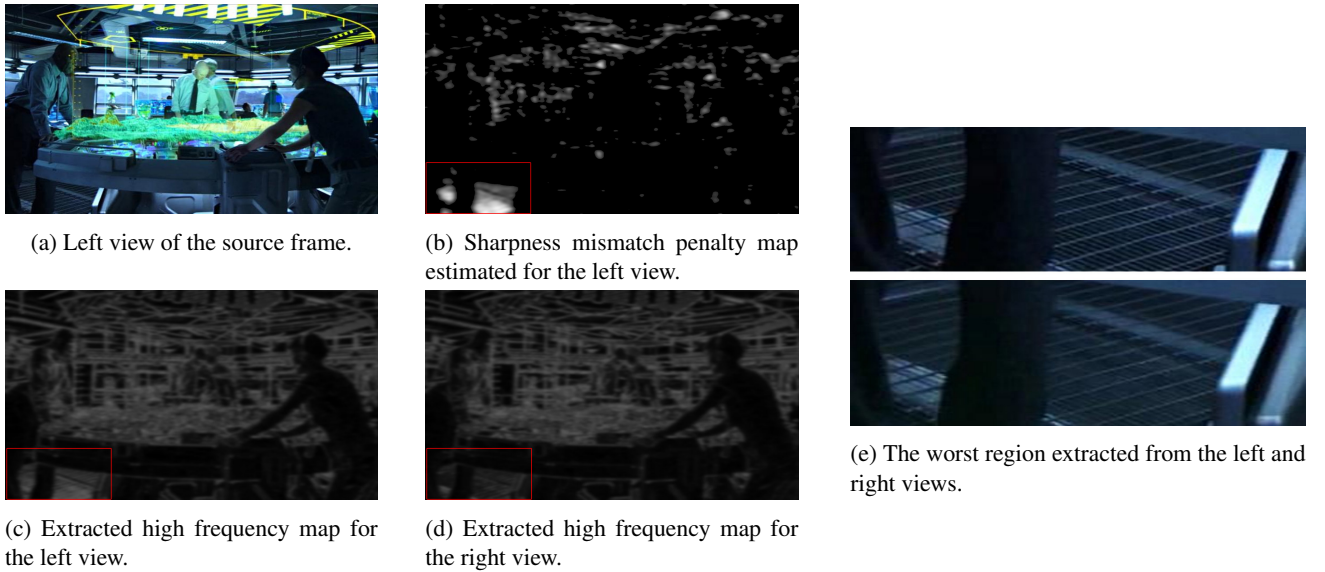 (a) Left view of the source frame.
(b) Sharpness mismatch penalty map
estimated for the left view.
(c) Extracted high frequency map for
the left view.
(d) Extracted high frequency map for
the right view.
(e) The worst region extracted from the left and
right views.